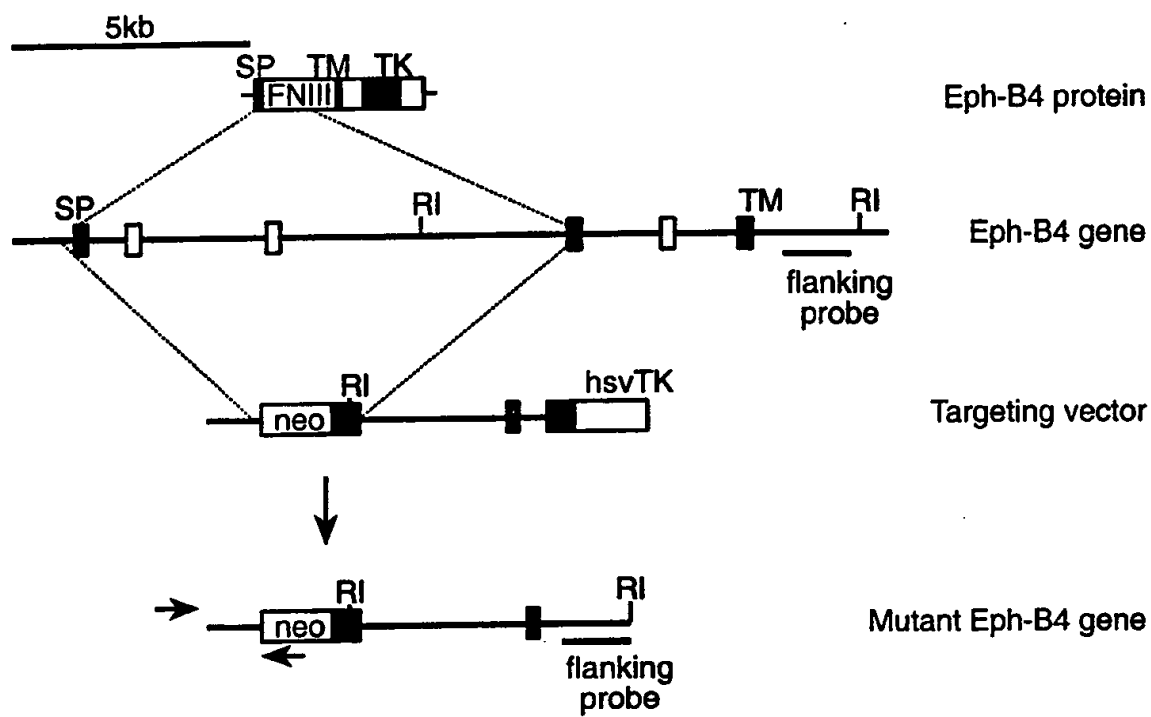 5kb
SP TM TK
FNIII
Eph-B4 protein
SP RI TM RI
Eph-B4 gene
flanking
probe
RI hsvTK
neo
Targeting vector
RI RI
neo
Mutant Eph-B4 gene
flanking
probe